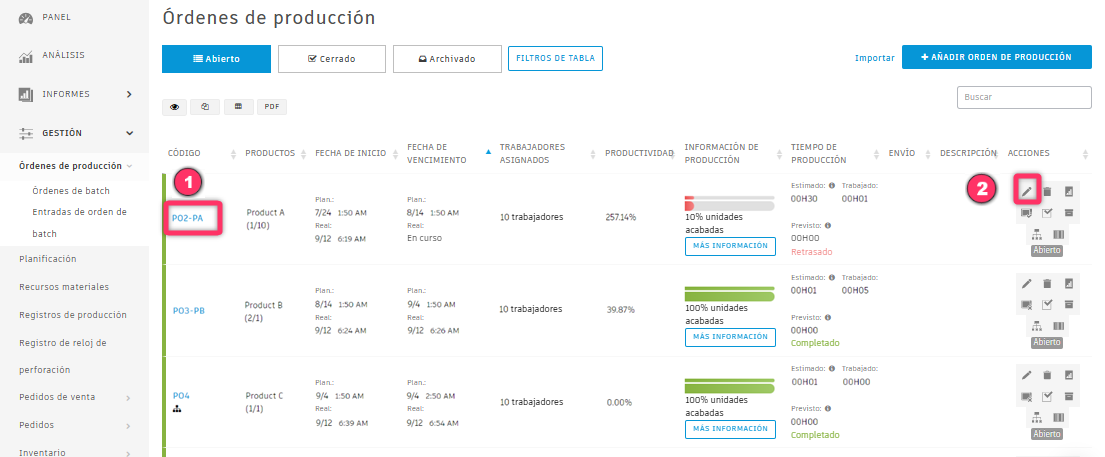 PANEL
ANÁLISIS
INFORMES
GESTIÓN
Órdenes de producción
Órdenes de batch
Entradas de orden de
batch
Planificación
Recursos materiales
Registros de producción
Registro de reloj de
perforación
Pedidos de venta
Pedidos
Inventario
Órdenes de producción
Abierto
Cerrado
Archivado
FILTROS DE TABLA
Importar
+ AÑADIR ORDEN DE PRODUCCIÓN
PDF
Buscar
CÓDIGO
PRODUCTOS
FECHA DE INICIO
FECHA DE
VENCIMIENTO
TRABAJADORES
ASIGNADOS
PRODUCTIVIDAD
INFORMACIÓN DE
PRODUCCIÓN
TIEMPO DE
PRODUCCIÓN
ENVÍO
DESCRIPCIÓN
ACCIONES
1
2
PO2-PA
Product A
(1/10)
Plan.:
7/24 1:50 AM
Real:
9/12 6:19 AM
Plan.:
8/14 1:50 AM
Real:
En curso
10 trabajadores
257.14%
10% unidades
acabadas
MÁS INFORMACIÓN
Estimado: Trabajado:
00H30 00H01
Previsto:
00H00
Retrasado
Abierto
PO3-PB
Product B
(2/1)
Plan.:
8/14 1:50 AM
Real:
9/12 6:24 AM
Plan.:
9/4 1:50 AM
Real:
9/12 6:26 AM
10 trabajadores
39.87%
100% unidades
acabadas
MÁS INFORMACIÓN
Estimado: Trabajado:
00H01 00H05
Previsto:
00H00
Completado
Abierto
PO4
Product C
(1/1)
Plan.:
9/4 1:50 AM
Real:
9/12 6:39 AM
Plan.:
9/4 2:50 AM
Real:
9/12 6:54 AM
10 trabajadores
0.00%
100% unidades
acabadas
MÁS INFORMACIÓN
Estimado: Trabajado:
00H01 00H00
Previsto:
00H00
Completado
Abierto